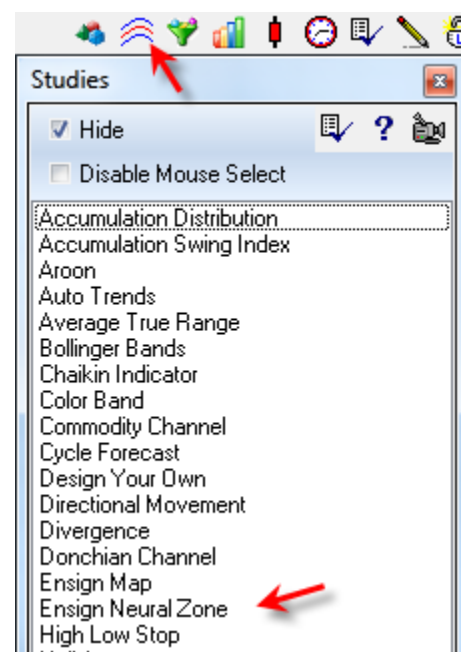 Studies
Hide
?
Disable Mouse Select
Accumulation Distribution
Accumulation Swing Index
Aroon
Auto Trends
Average True Range
Bollinger Bands
Chaikin Indicator
Color Band
Commodity Channel
Cycle Forecast
Design Your Own
Directional Movement
Divergence
Donchian Channel
Ensign Map
Ensign Neural Zone
High Low Stop